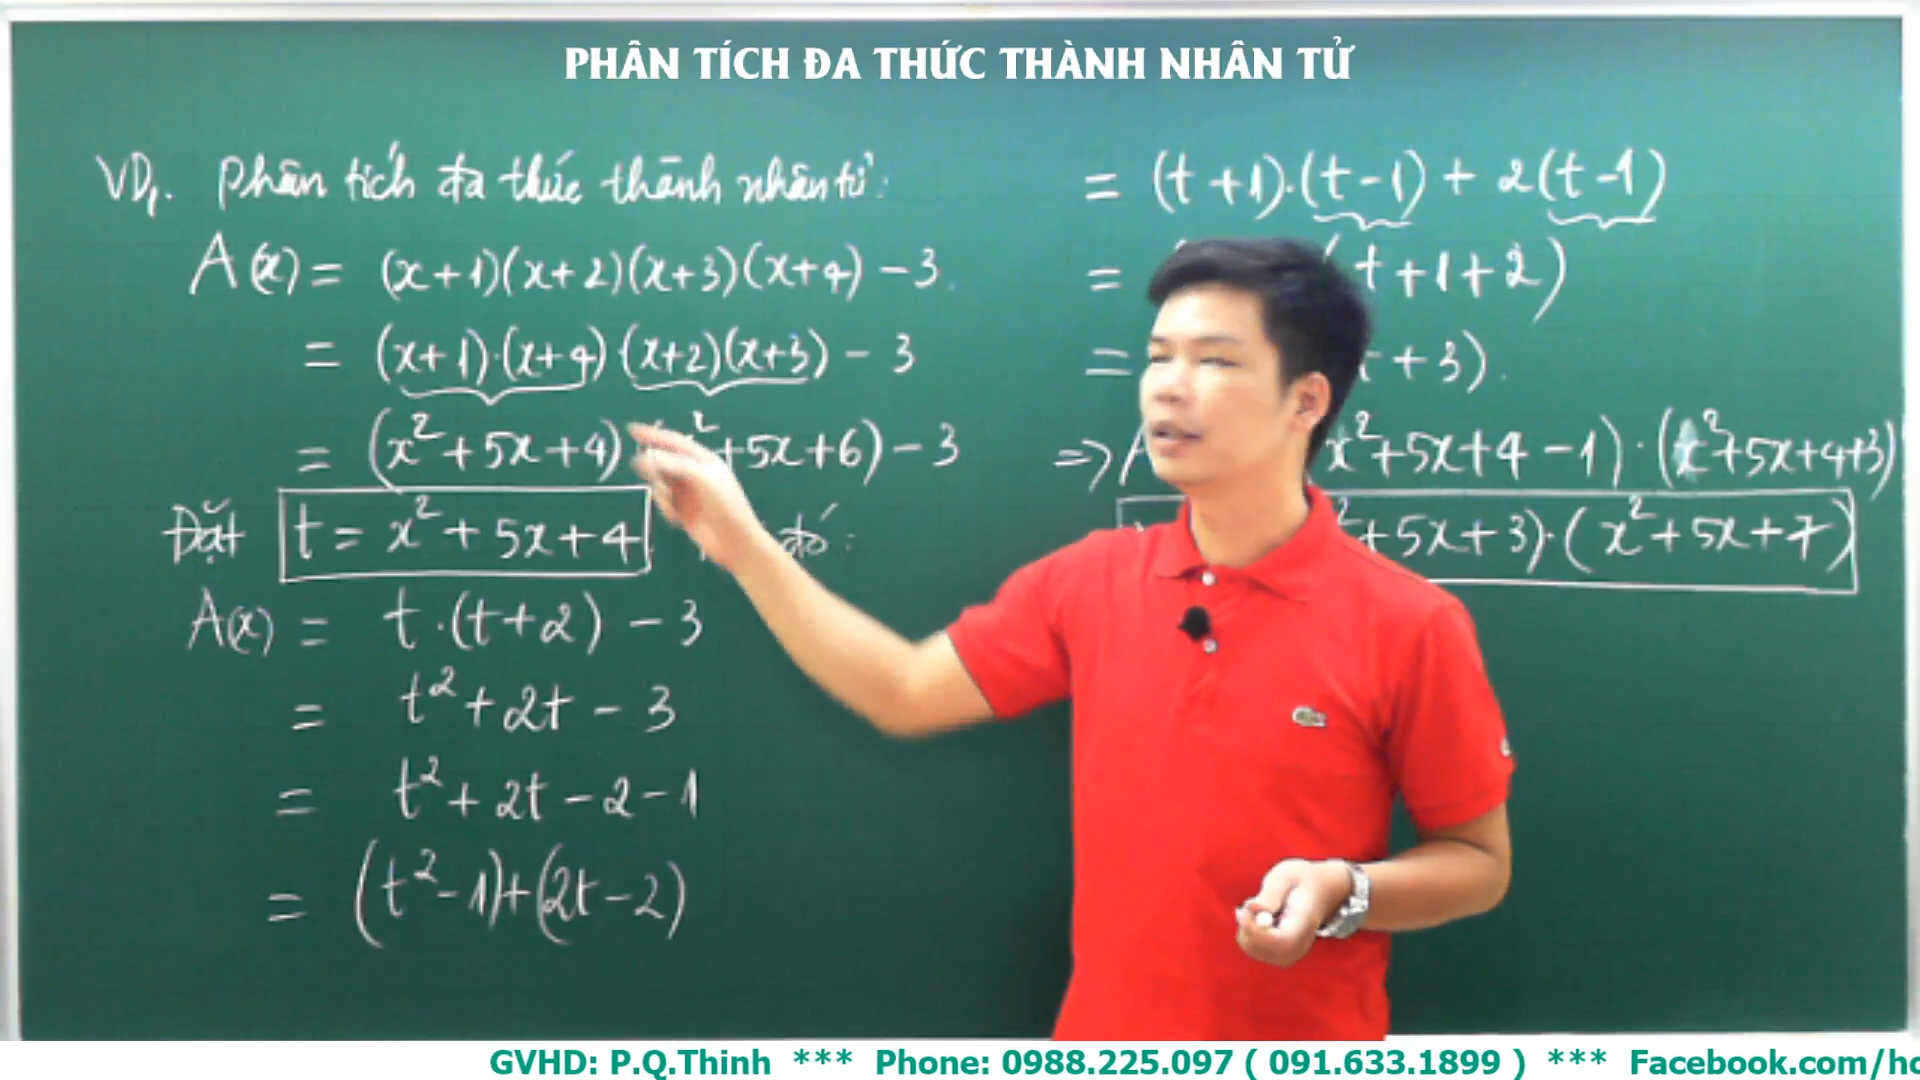 PHÂN TÍCH ĐA THỨC THÀNH NHÂN TỬ
VD1. Phân tích đa thức thành nhân tử:
A(x) = (x+1)(x+2)(x+3)(x+4) - 3.
= (x+1).(x+4)(x+2)(x+3) - 3
= (x²+5x+4) ²+5x+6) - 3
Đặt t = x² + 5x + 4 đó:
A(x) = t.(t+2) - 3
= t² + 2t - 3
= t² + 2t - 2 - 1
= (t²-1)+(2t-2)
= (t+1).(t-1) + 2(t-1)
= t+1+2)
= + 3).
=> x²+5x+4-1).(x²+5x+4+3)
²+5x+3).(x²+5x+7)
GVHD: P.Q.Thinh *** Phone: 0988.225.097 ( 091.633.1899 ) *** Facebook.com/ho